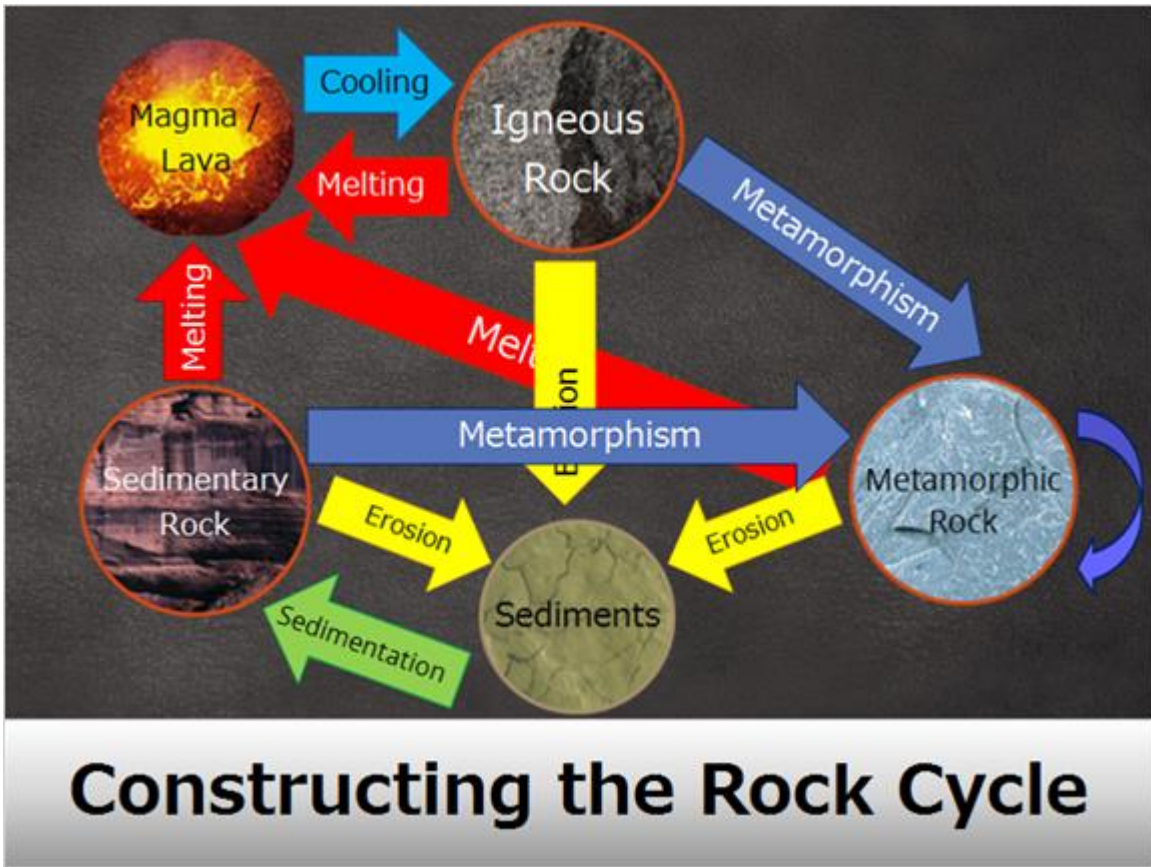 Magma /
Lava
Cooling
Igneous
Rock
Melting
Metamorphism
Melting
Metamorphism
Sedimentary
Rock
Metamorphic
Rock
Erosion
Erosion
Sediments
Sedimentation
Constructing the Rock Cycle